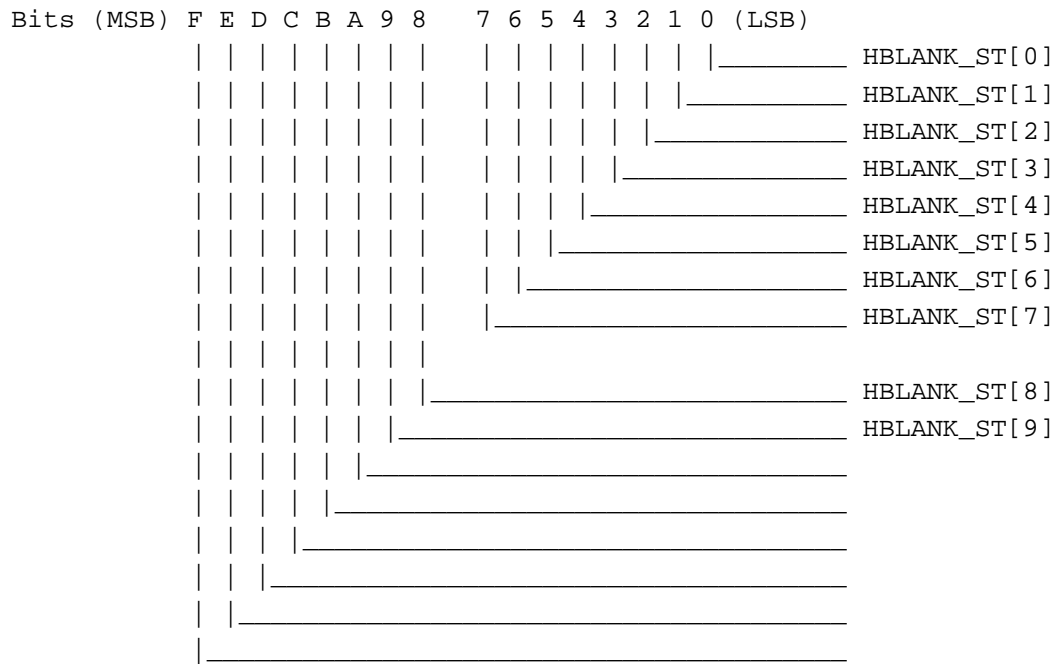 Bits (MSB) F E D C B A 9 8 7 6 5 4 3 2 1 0 (LSB)
HBLANK_ST[0]
HBLANK_ST[1]
HBLANK_ST[2]
HBLANK_ST[3]
HBLANK_ST[4]
HBLANK_ST[5]
HBLANK_ST[6]
HBLANK_ST[7]
HBLANK_ST[8]
HBLANK_ST[9]